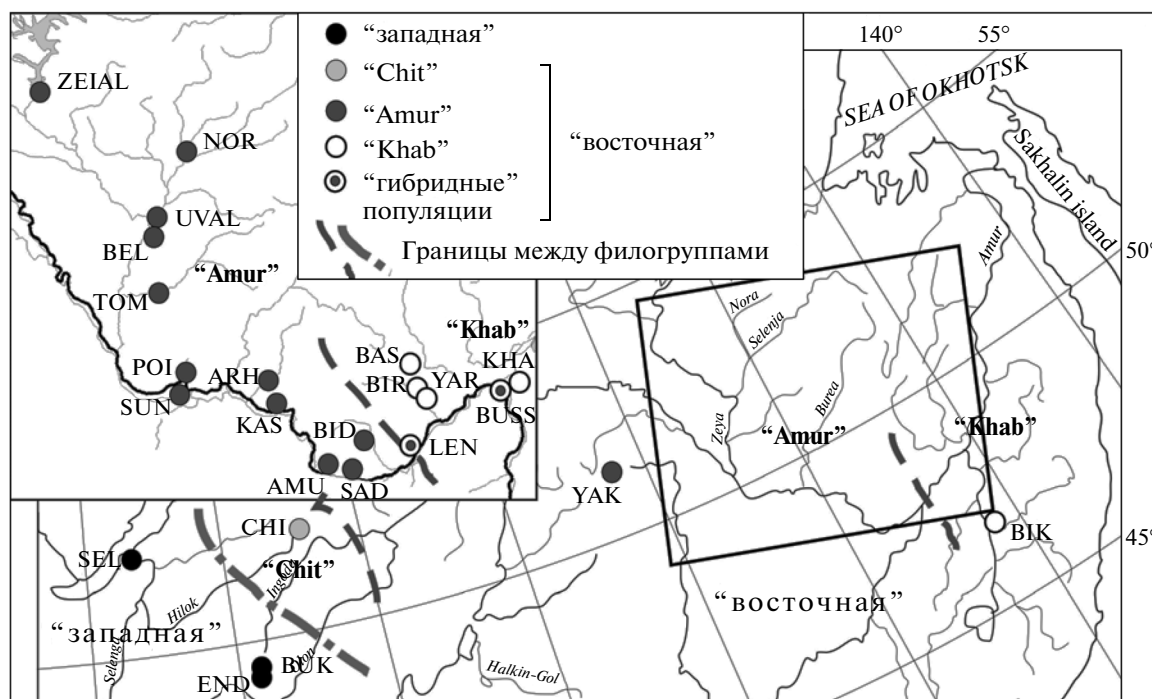 “западная”
“Chit”
“Amur”
“восточная”
“Khab”
“гибридные”
популяции
Границы между филогруппами
140°
55°
SEA OF OKHOTSK
Sakhalin island
50°
45°
ZEIAL
NOR
UVAL
BEL
“Amur”
TOM
POI
SUN
ARH
KAS
BAS
BIR
YAR
“Khab”
KHA
BUSS
BID
LEN
AMU
SAD
Amur
Nora
Selenja
Zeya
Burea
“Amur”
“Khab”
YAK
BIK
“восточная”
CHI
“Chit”
Ingoda
SEL
Hilok
“западная”
Selenga
Onon
BUK
END
Halkin-Gol